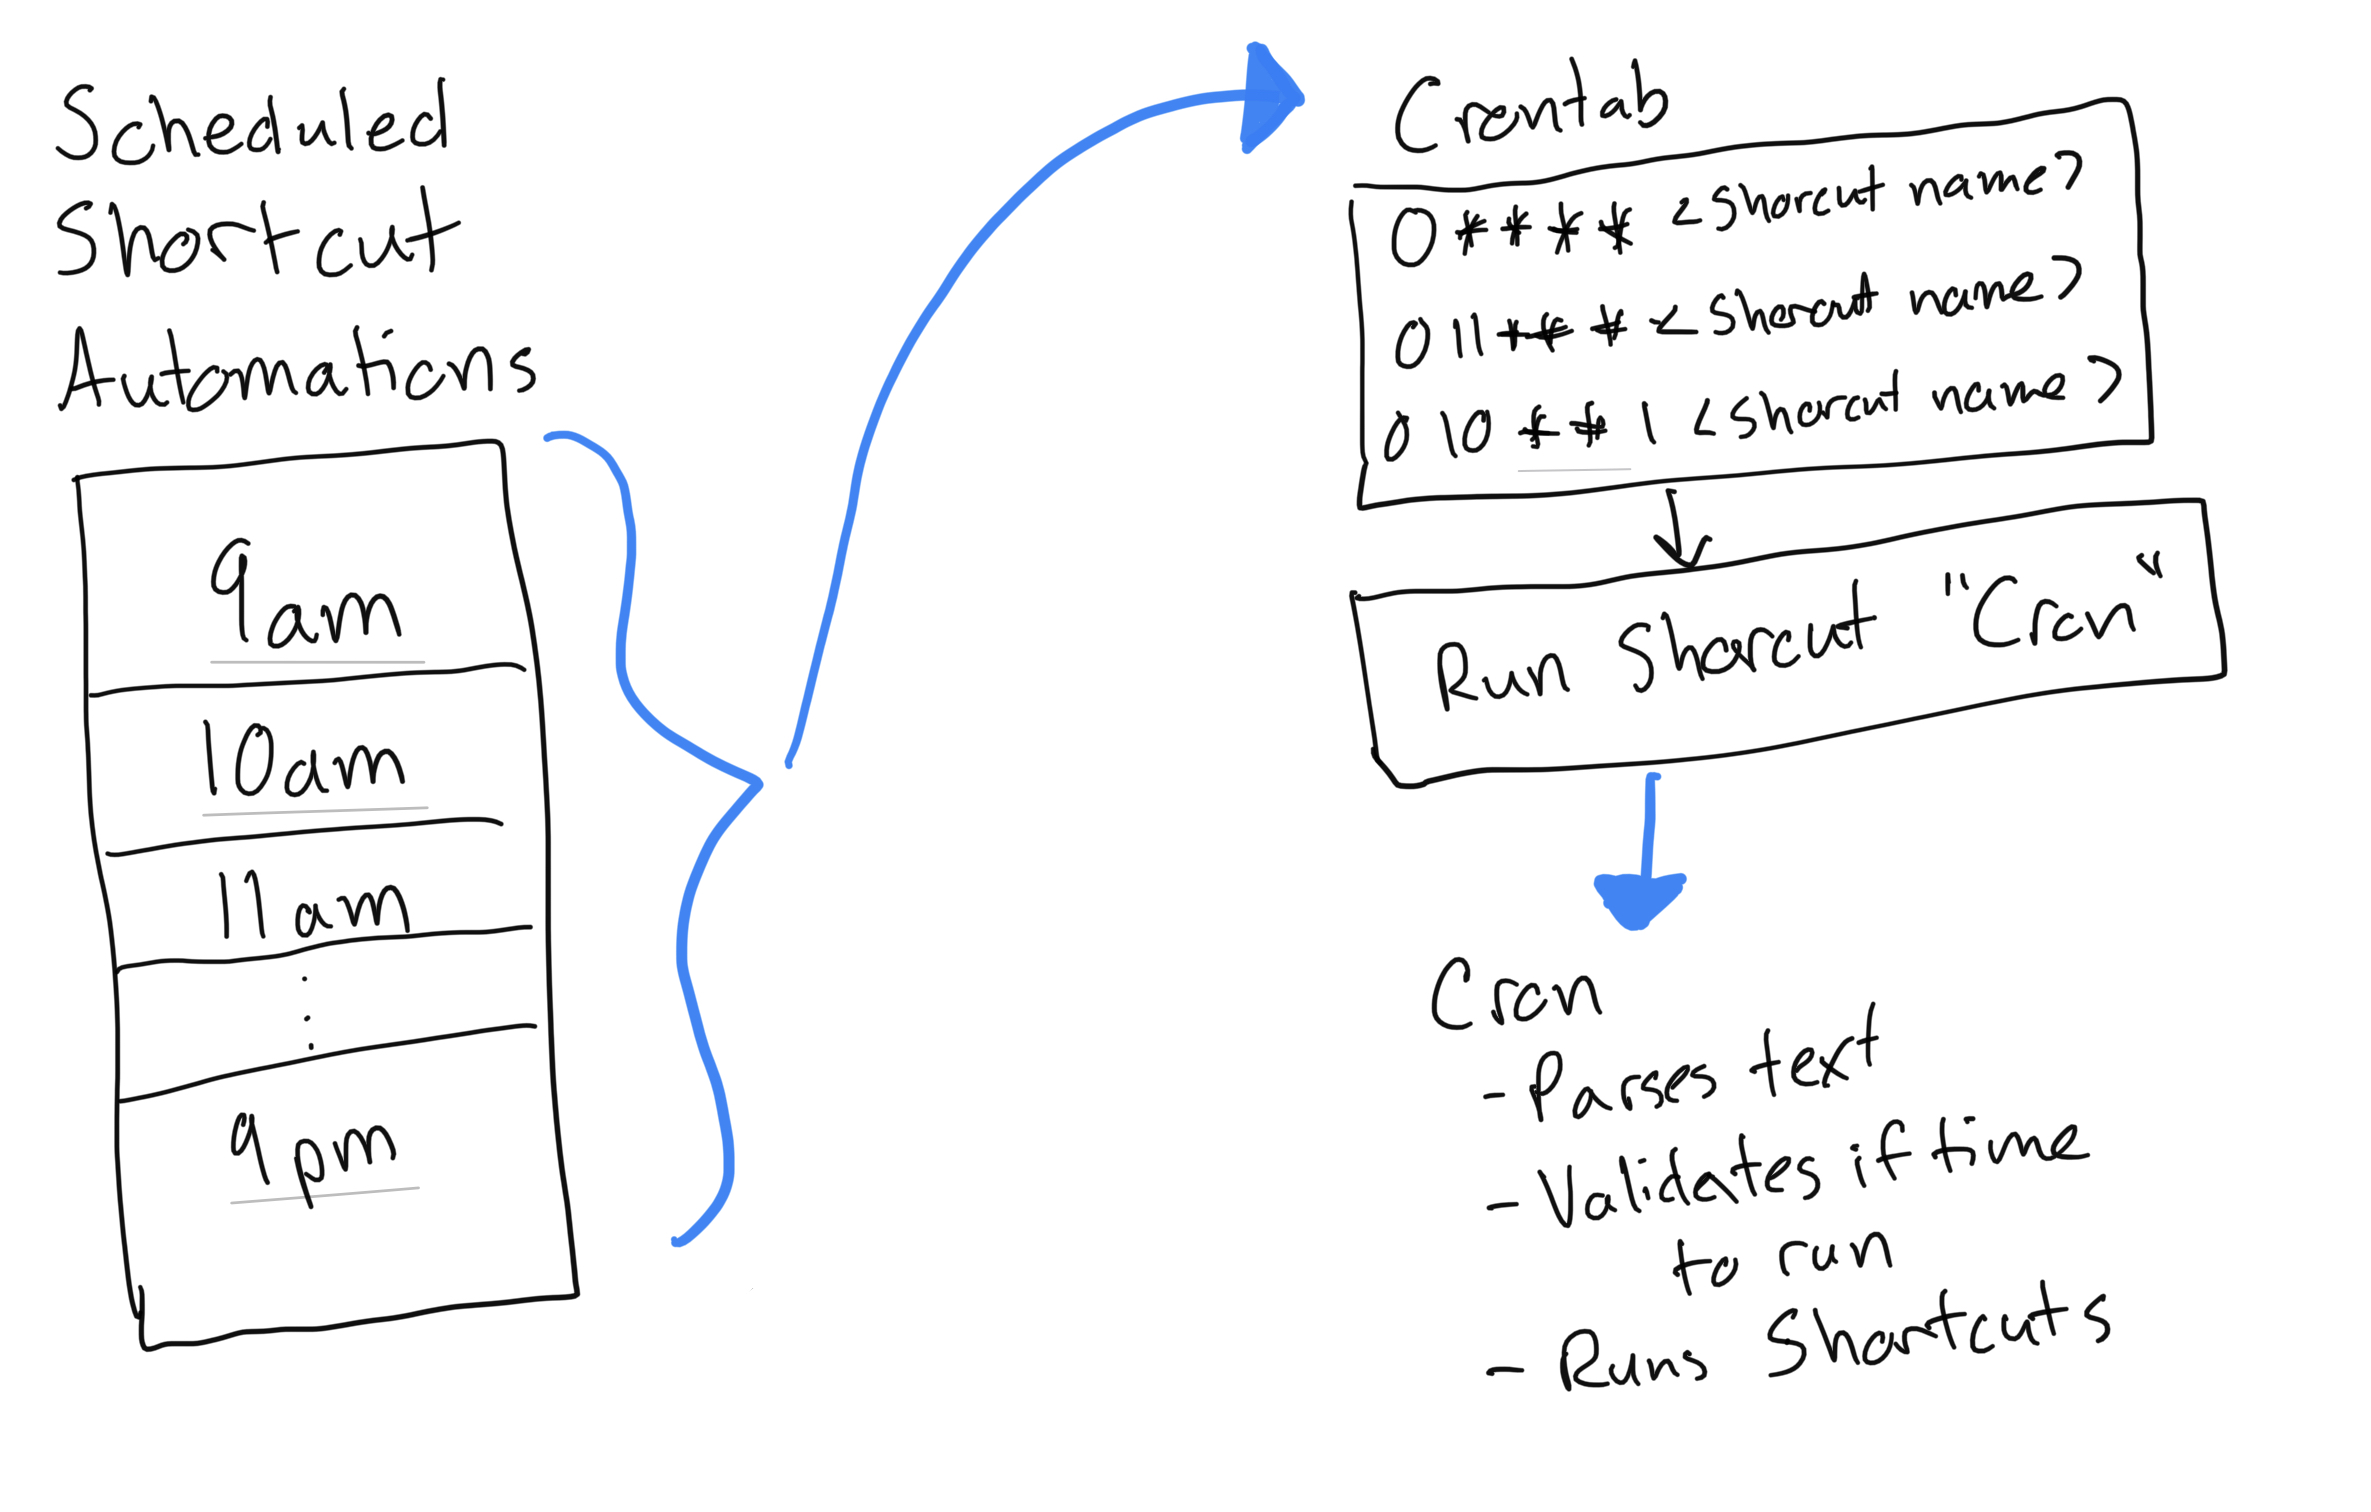 Scheduled
Shortcut
Automations
9am
10am
11am
9pm
Crontab
0 * * * * <shorcut name>
0 11 * * * <shorcut name>
0 10 * * 1 <shorcut name>
Run Shorcut "Cron"
Cron
- Parses text
- Validates if time
to run
- Runs Shortcuts